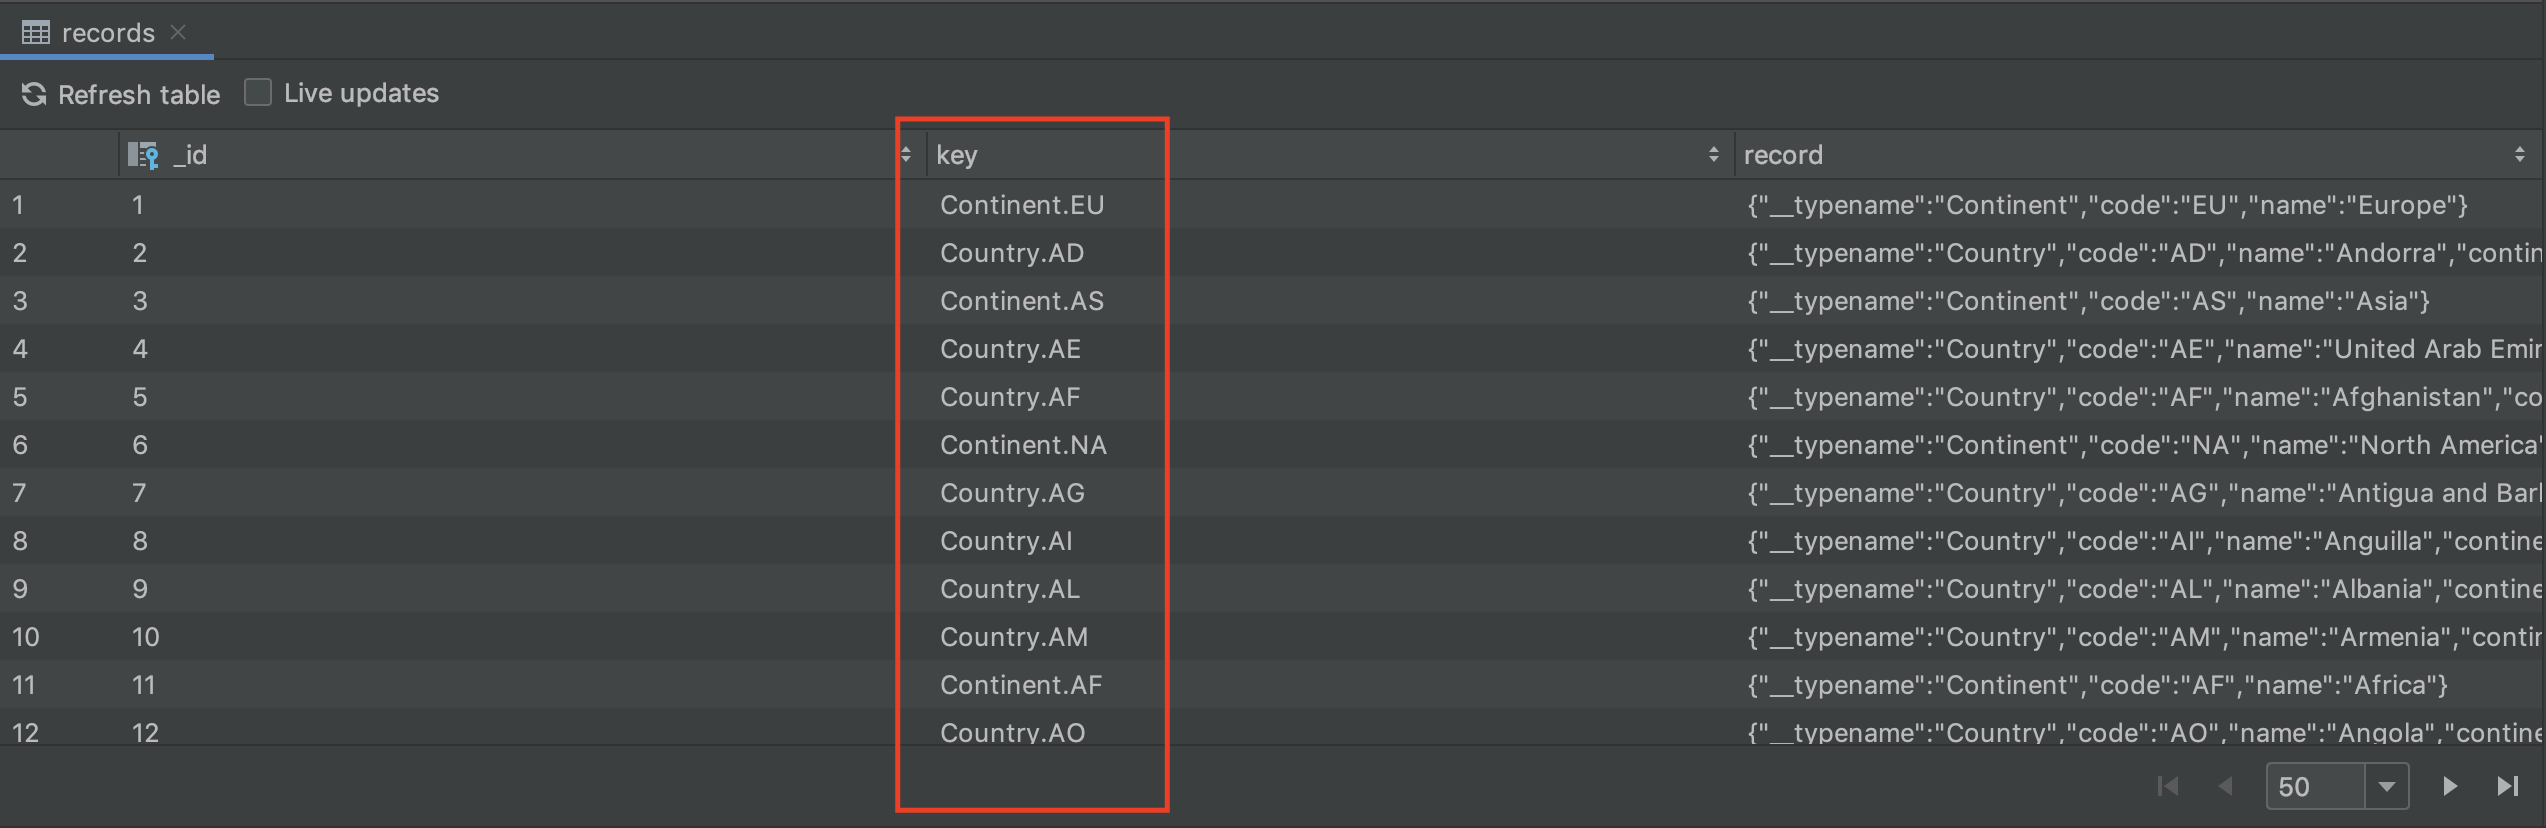 records
Refresh table Live updates
_id key record
1 1 Continent.EU {"__typename":"Continent","code":"EU","name":"Europe"}
2 2 Country.AD {"__typename":"Country","code":"AD","name":"Andorra","contin
3 3 Continent.AS {"__typename":"Continent","code":"AS","name":"Asia"}
4 4 Country.AE {"__typename":"Country","code":"AE","name":"United Arab Emir
5 5 Country.AF {"__typename":"Country","code":"AF","name":"Afghanistan","co
6 6 Continent.NA {"__typename":"Continent","code":"NA","name":"North America"
7 7 Country.AG {"__typename":"Country","code":"AG","name":"Antigua and Bar
8 8 Country.AI {"__typename":"Country","code":"AI","name":"Anguilla","contine
9 9 Country.AL {"__typename":"Country","code":"AL","name":"Albania","contine
10 10 Country.AM {"__typename":"Country","code":"AM","name":"Armenia","contin
11 11 Continent.AF {"__typename":"Continent","code":"AF","name":"Africa"}
12 12 Country.AO {"__typename":"Country","code":"AO","name":"Angola","contine
50